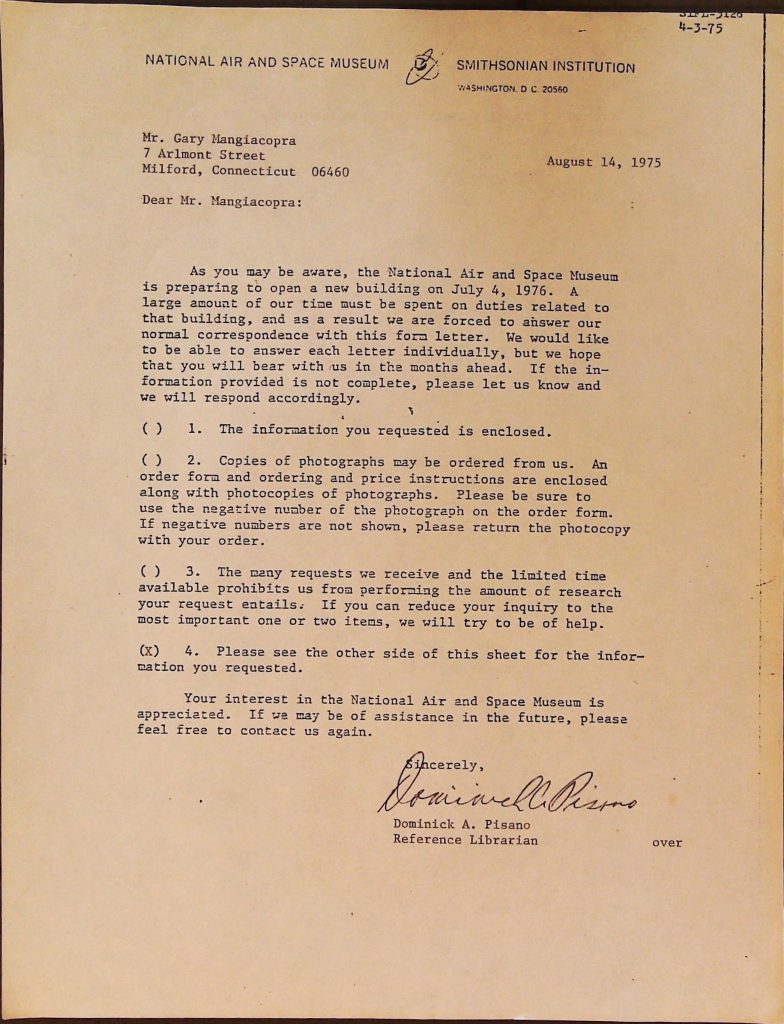 4-3-75
NATIONAL AIR AND SPACE MUSEUM SMITHSONIAN INSTITUTION
WASHINGTON, D C. 20560
Mr. Gary Mangiacopra
7 Arlmont Street
Milford, Connecticut 06460
August 14, 1975
Dear Mr. Mangiacopra:
As you may be aware, the National Air and Space Museum
is preparing to open a new building on July 4, 1976. A
large amount of our time must be spent on duties related to
that building, and as a result we are forced to answer our
normal correspondence with this form letter. We would like
to be able to answer each letter individually, but we hope
that you will bear with us in the months ahead. If the in-
formation provided is not complete, please let us know and
we will respond accordingly.
( ) 1. The information you requested is enclosed.
( ) 2. Copies of photographs may be ordered from us. An
order form and ordering and price instructions are enclosed
along with photocopies of photographs. Please be sure to
use the negative number of the photograph on the order form.
If negative numbers are not shown, please return the photocopy
with your order.
( ) 3. The many requests we receive and the limited time
available prohibits us from performing the amount of research
your request entails. If you can reduce your inquiry to the
most important one or two items, we will try to be of help.
(X) 4. Please see the other side of this sheet for the infor-
mation you requested.
Your interest in the National Air and Space Museum is
appreciated. If we may be of assistance in the future, please
feel free to contact us again.
Sincerely,
Dominick A. Pisano
Dominick A. Pisano
Reference Librarian
over